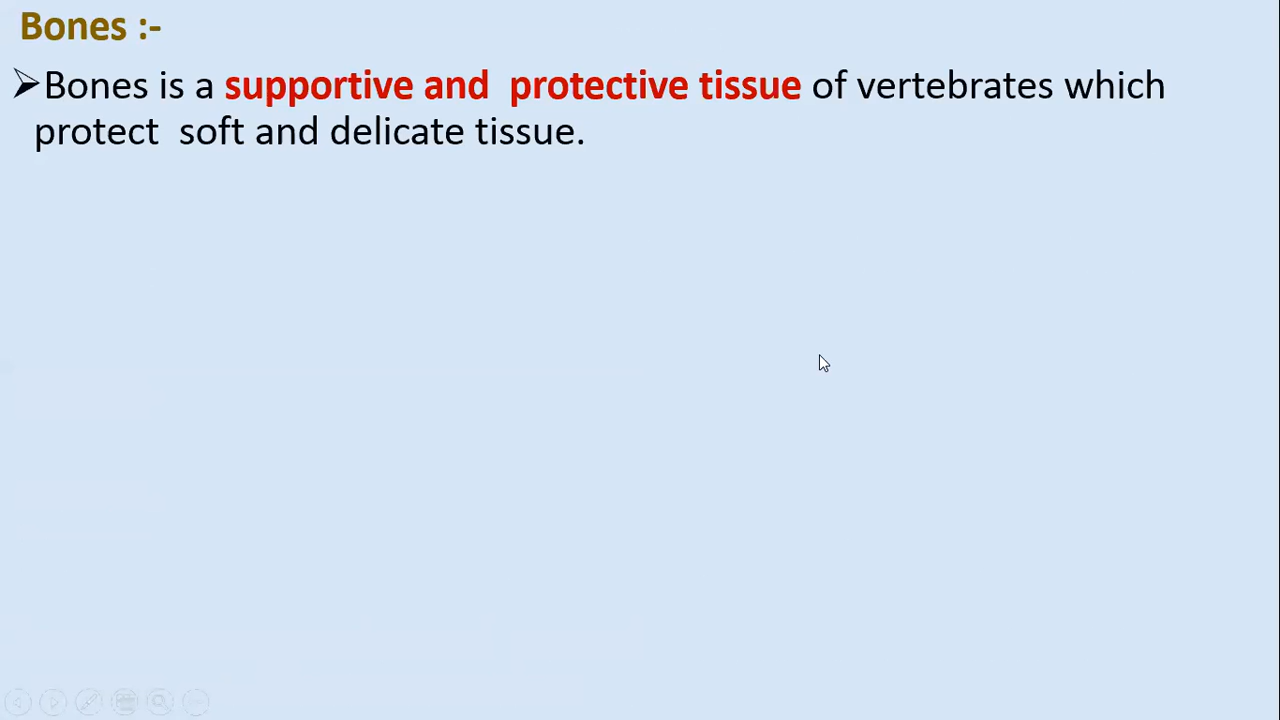 Bones :-
➢Bones is a supportive and  protective tissue of vertebrates which
protect  soft and delicate tissue.